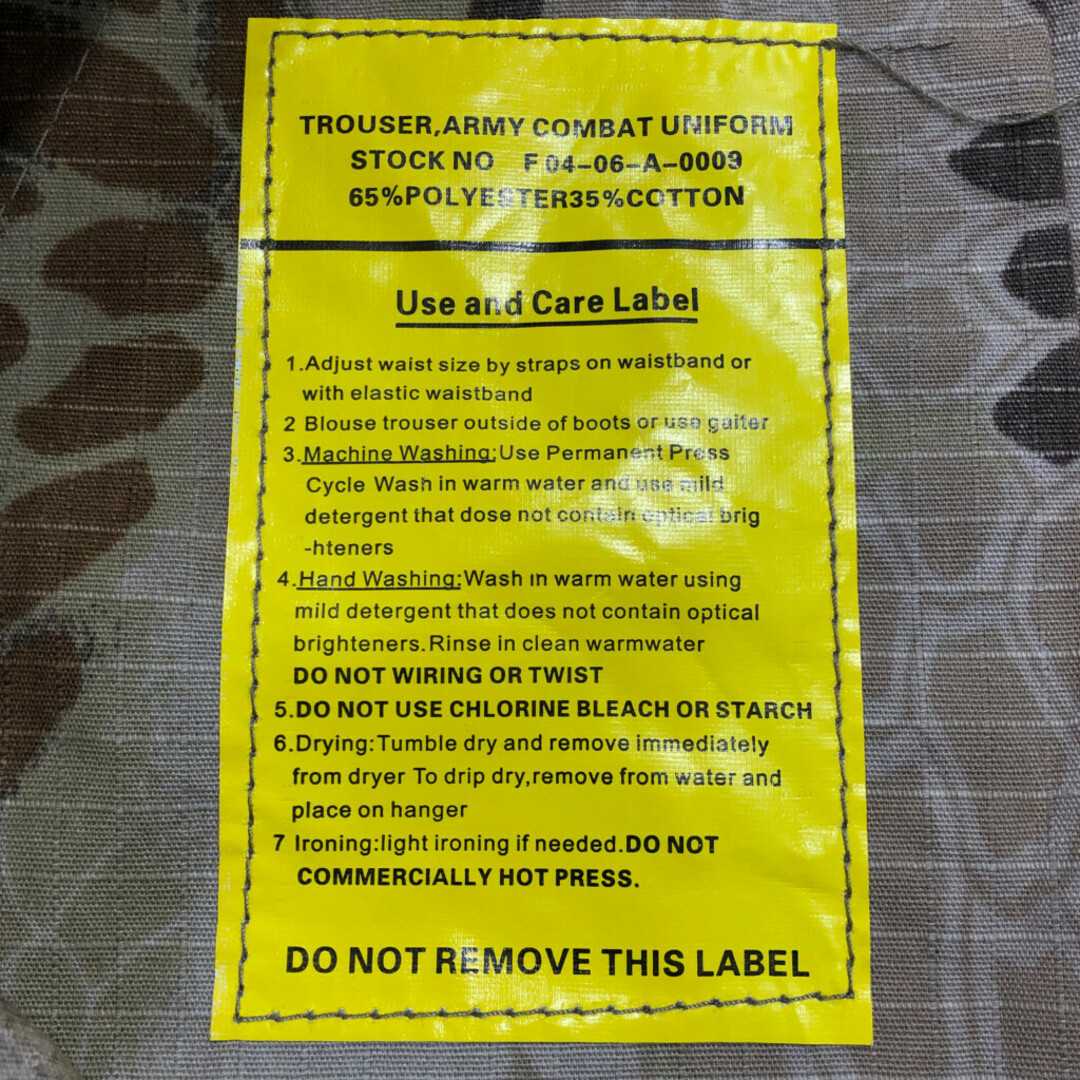 TROUSER,ARMY COMBAT UNIFORM
STOCK NO F 04-06-A-0009
65%POLYESTER35%COTTON
Use and Care Label
1.Adjust waist size by straps on waistband or
with elastic waistband
2 Blouse trouser outside of boots or use gaiter
3.Machine Washing:Use Permanent Press
Cycle Wash in warm water and use mild
detergent that dose not contain optical brig
-hteners
4.Hand Washing:Wash in warm water using
mild detergent that does not contain optical
brighteners.Rinse in clean warmwater
DO NOT WIRING OR TWIST
5.DO NOT USE CHLORINE BLEACH OR STARCH
6.Drying:Tumble dry and remove immediately
from dryer To drip dry,remove from water and
place on hanger
7 Ironing:light ironing if needed.DO NOT
COMMERCIALLY HOT PRESS.
DO NOT REMOVE THIS LABEL